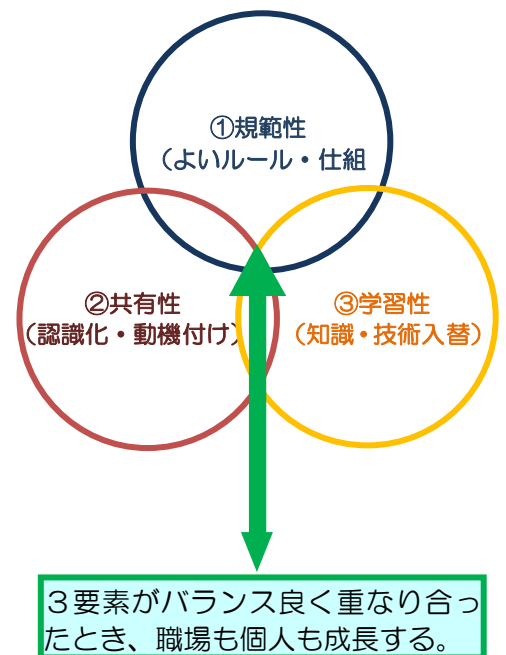 ①規範性
（よいルール・仕組
②共有性
（認識化・動機付け）
③学習性
（知識・技術入替）
３要素がバランス良く重なり合っ
たとき、職場も個人も成長する。